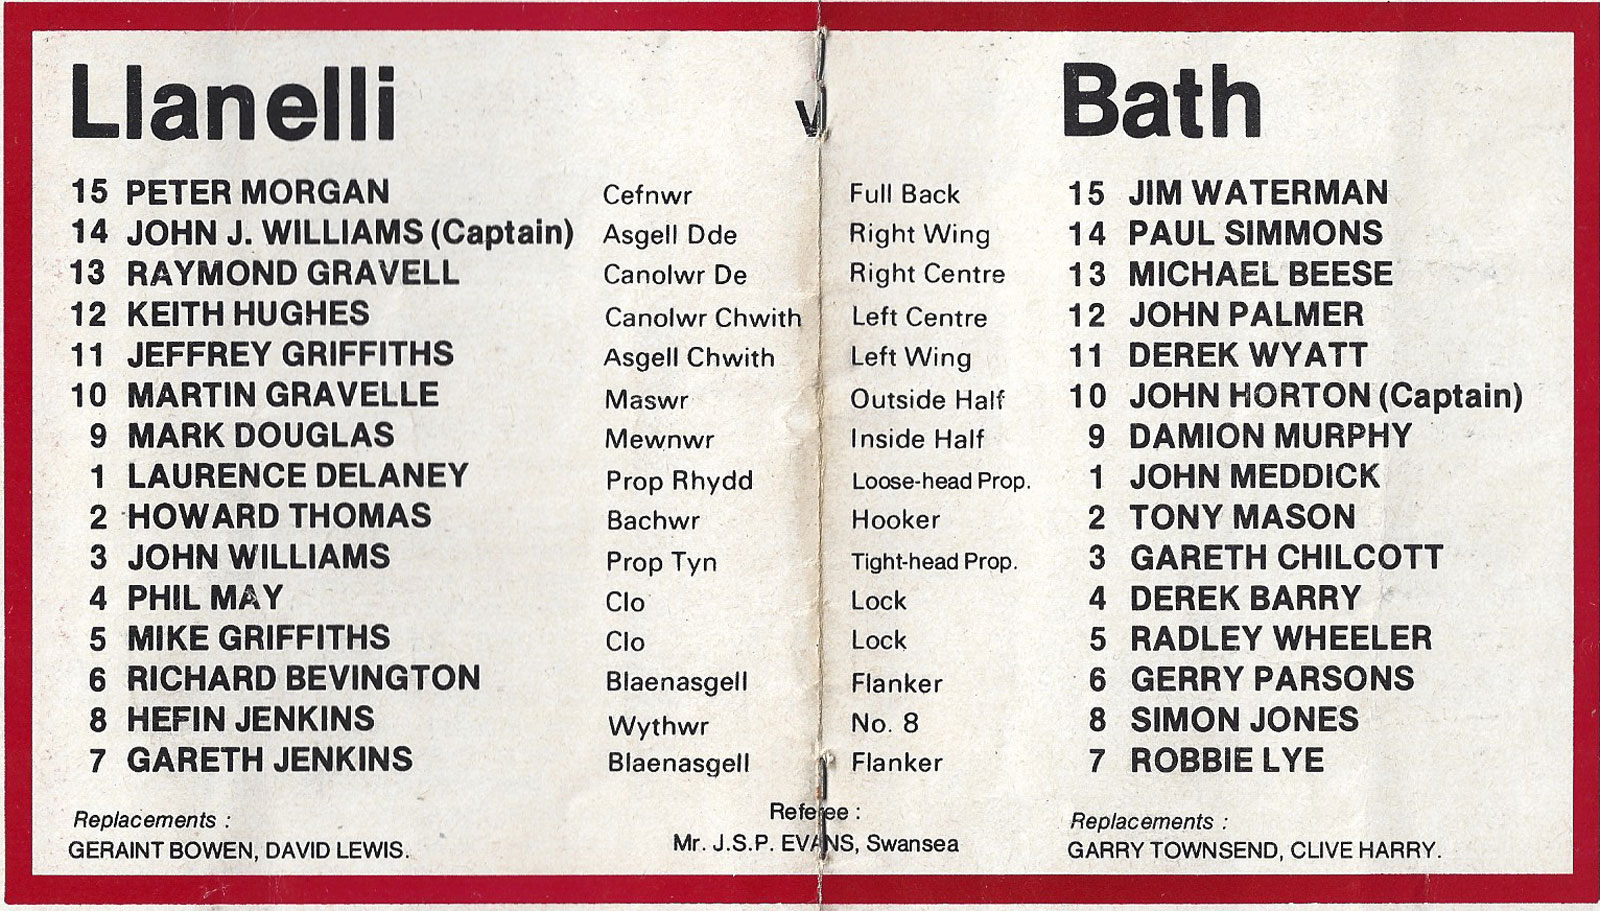 Llanelli v Bath
15 PETER MORGAN Cefnwr Full Back 15 JIM WATERMAN
14 JOHN J. WILLIAMS (Captain) Asgell Dde Right Wing 14 PAUL SIMMONS
13 RAYMOND GRAVELL Canolwr De Right Centre 13 MICHAEL BEESE
12 KEITH HUGHES Canolwr Chwith Left Centre 12 JOHN PALMER
11 JEFFREY GRIFFITHS Asgell Chwith Left Wing 11 DEREK WYATT
10 MARTIN GRAVELLE Maswr Outside Half 10 JOHN HORTON (Captain)
9 MARK DOUGLAS Mewnwr Inside Half 9 DAMION MURPHY
1 LAURENCE DELANEY Prop Rhydd Loose-head Prop. 1 JOHN MEDDICK
2 HOWARD THOMAS Bachwr Hooker 2 TONY MASON
3 JOHN WILLIAMS Prop Tyn Tight-head Prop. 3 GARETH CHILCOTT
4 PHIL MAY Clo Lock 4 DEREK BARRY
5 MIKE GRIFFITHS Clo Lock 5 RADLEY WHEELER
6 RICHARD BEVINGTON Blaenasgell Flanker 6 GERRY PARSONS
8 HEFIN JENKINS Wythwr No. 8 8 SIMON JONES
7 GARETH JENKINS Blaenasgell Flanker 7 ROBBIE LYE
Replacements :
GERAINT BOWEN, DAVID LEWIS.
Referee :
Mr. J.S.P. EVANS, Swansea
Replacements :
GARRY TOWNSEND, CLIVE HARRY.